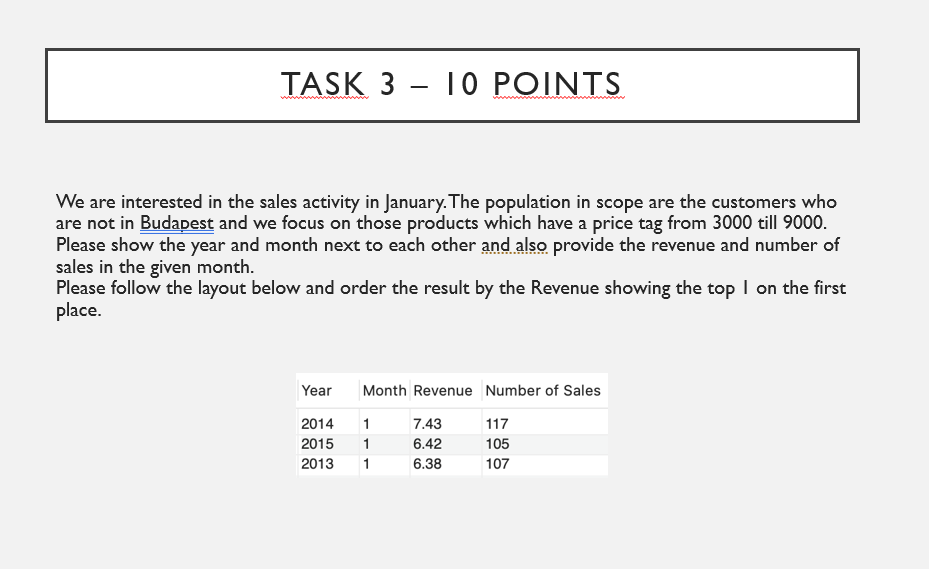 TASK 3 – 10 POINTS
We are interested in the sales activity in January. The population in scope are the customers who
are not in Budapest and we focus on those products which have a price tag from 3000 till 9000.
Please show the year and month next to each other and also provide the revenue and number of
sales in the given month.
Please follow the layout below and order the result by the Revenue showing the top 1 on the first
place.
Year Month Revenue Number of Sales
2014 1 7.43 117
2015 1 6.42 105
2013 1 6.38 107